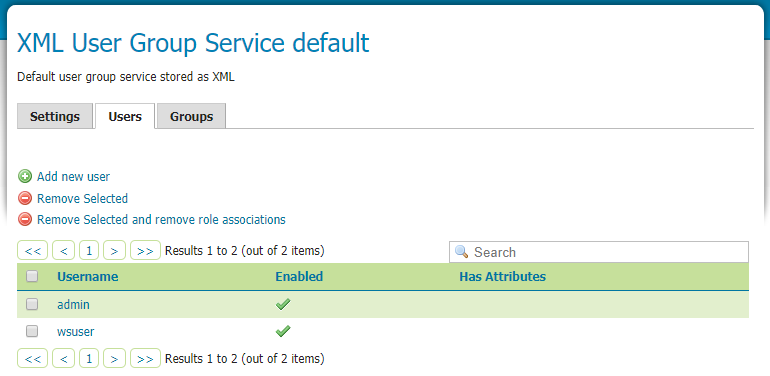 XML User Group Service default
Default user group service stored as XML
Settings Users Groups
Add new user
Remove Selected
Remove Selected and remove role associations
<< < 1 > >> Results 1 to 2 (out of 2 items) Search
Username Enabled Has Attributes
admin
wsuser
<< < 1 > >> Results 1 to 2 (out of 2 items)